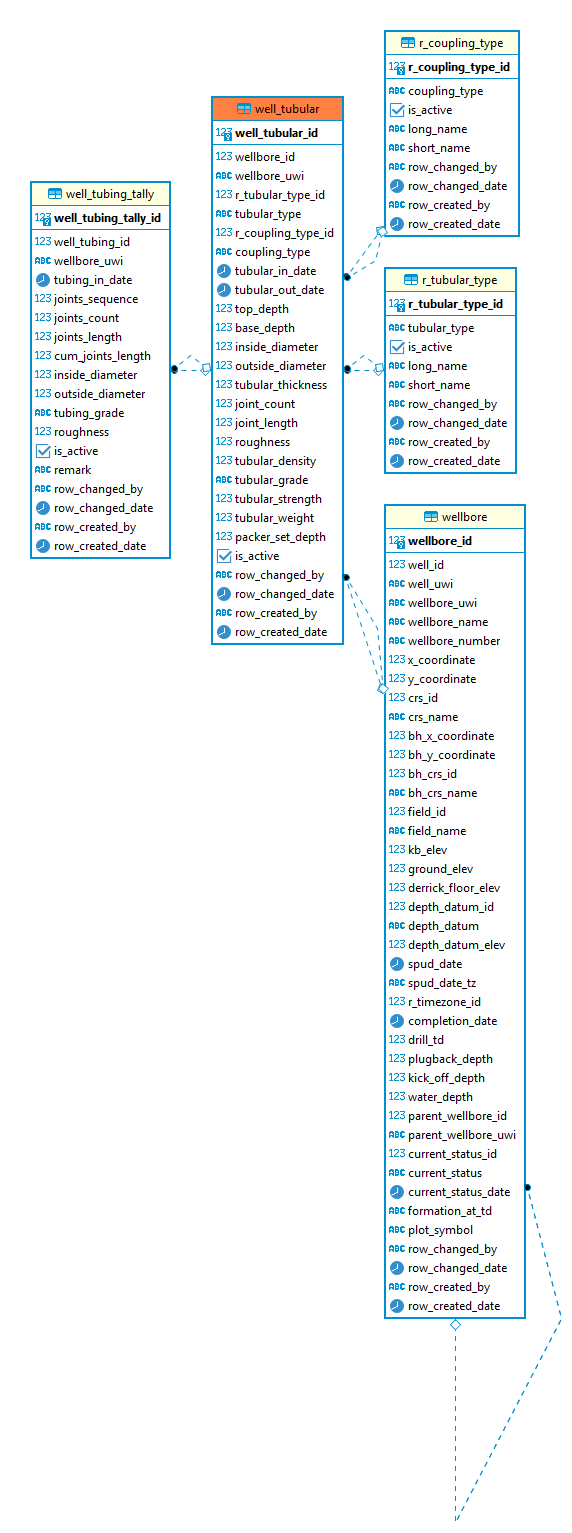 well_tubing_tally
123 well_tubing_tally_id
123 well_tubing_id
ABC wellbore_uwi
tubing_in_date
123 joints_sequence
123 joints_count
123 joints_length
123 cum_joints_length
123 inside_diameter
123 outside_diameter
ABC tubing_grade
123 roughness
is_active
ABC remark
ABC row_changed_by
row_changed_date
ABC row_created_by
row_created_date
well_tubular
123 well_tubular_id
123 wellbore_id
ABC wellbore_uwi
123 r_tubular_type_id
ABC tubular_type
123 r_coupling_type_id
ABC coupling_type
tubular_in_date
tubular_out_date
123 top_depth
123 base_depth
123 inside_diameter
123 outside_diameter
123 tubular_thickness
123 joint_count
123 joint_length
123 roughness
123 tubular_density
ABC tubular_grade
123 tubular_strength
123 tubular_weight
123 packer_set_depth
is_active
ABC row_changed_by
row_changed_date
ABC row_created_by
row_created_date
r_coupling_type
123 r_coupling_type_id
ABC coupling_type
is_active
ABC long_name
ABC short_name
ABC row_changed_by
row_changed_date
ABC row_created_by
row_created_date
r_tubular_type
123 r_tubular_type_id
ABC tubular_type
is_active
ABC long_name
ABC short_name
ABC row_changed_by
row_changed_date
ABC row_created_by
row_created_date
wellbore
123 wellbore_id
123 well_id
ABC well_uwi
ABC wellbore_uwi
ABC wellbore_name
ABC wellbore_number
123 x_coordinate
123 y_coordinate
123 crs_id
ABC crs_name
123 bh_x_coordinate
123 bh_y_coordinate
123 bh_crs_id
ABC bh_crs_name
123 field_id
ABC field_name
123 kb_elev
123 ground_elev
123 derrick_floor_elev
123 depth_datum_id
ABC depth_datum
123 depth_datum_elev
spud_date
ABC spud_date_tz
123 r_timezone_id
completion_date
123 drill_td
123 plugback_depth
123 kick_off_depth
123 water_depth
123 parent_wellbore_id
ABC parent_wellbore_uwi
123 current_status_id
ABC current_status
current_status_date
ABC formation_at_td
ABC plot_symbol
ABC row_changed_by
row_changed_date
ABC row_created_by
row_created_date